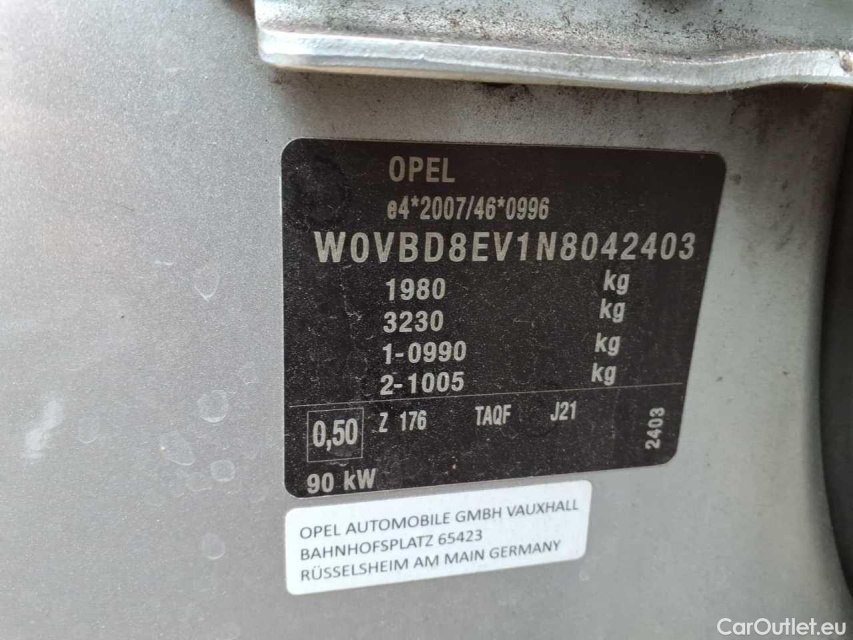 OPEL
e4*2007/46*0996
W0VBD8EV1N8042403
1980 kg
3230 kg
1-0990 kg
2-1005 kg
0,50 Z 176 TAQF J21 2403
90 kW
OPEL AUTOMOBILE GMBH VAUXHALL
BAHNHOFSPLATZ 65423
RÜSSELSHEIM AM MAIN GERMANY
CarOutlet.eu